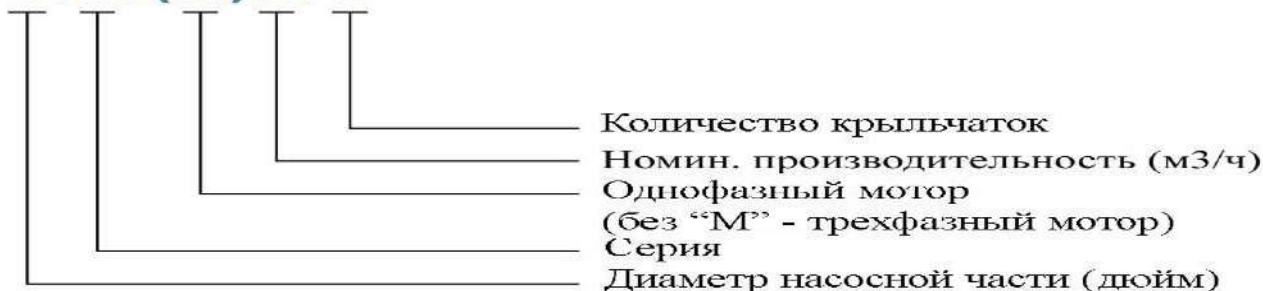 Количество крыльчаток
Номин. производительность (м3/ч)
Однофазный мотор
(без “М” - трехфазный мотор)
Серия
Диаметр насосной части (дюйм)